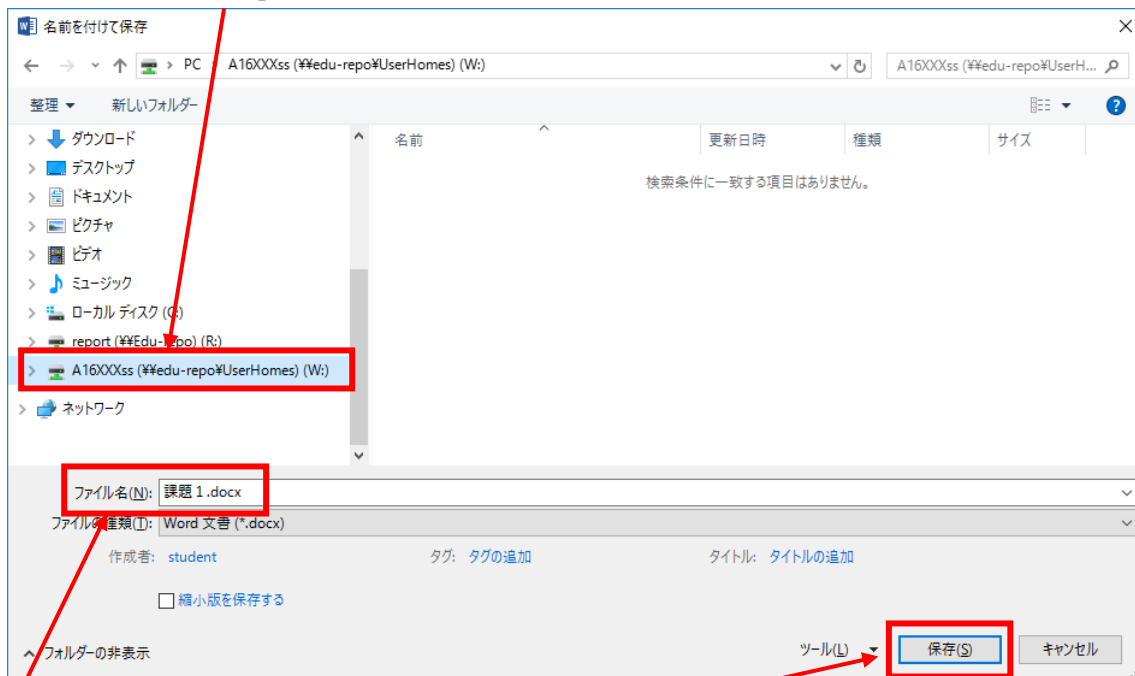 名前を付けて保存
PC > A16XXXss (¥¥edu-repo¥UserHomes) (W:)
A16XXXss (¥¥edu-repo¥UserH...
整理 新しいフォルダー
名前 更新日時 種類 サイズ
検索条件に一致する項目はありません。
ダウンロード
デスクトップ
ドキュメント
ピクチャ
ビデオ
ミュージック
ローカル ディスク (C:)
report (¥¥Edu-repo) (R:)
A16XXXss (¥¥edu-repo¥UserHomes) (W:)
ネットワーク
ファイル名(N): 課題１.docx
ファイルの種類(T): Word 文書 (*.docx)
作成者: student タグ: タグの追加 タイトル: タイトルの追加
縮小版を保存する
フォルダーの非表示 ツール(L) 保存(S) キャンセル